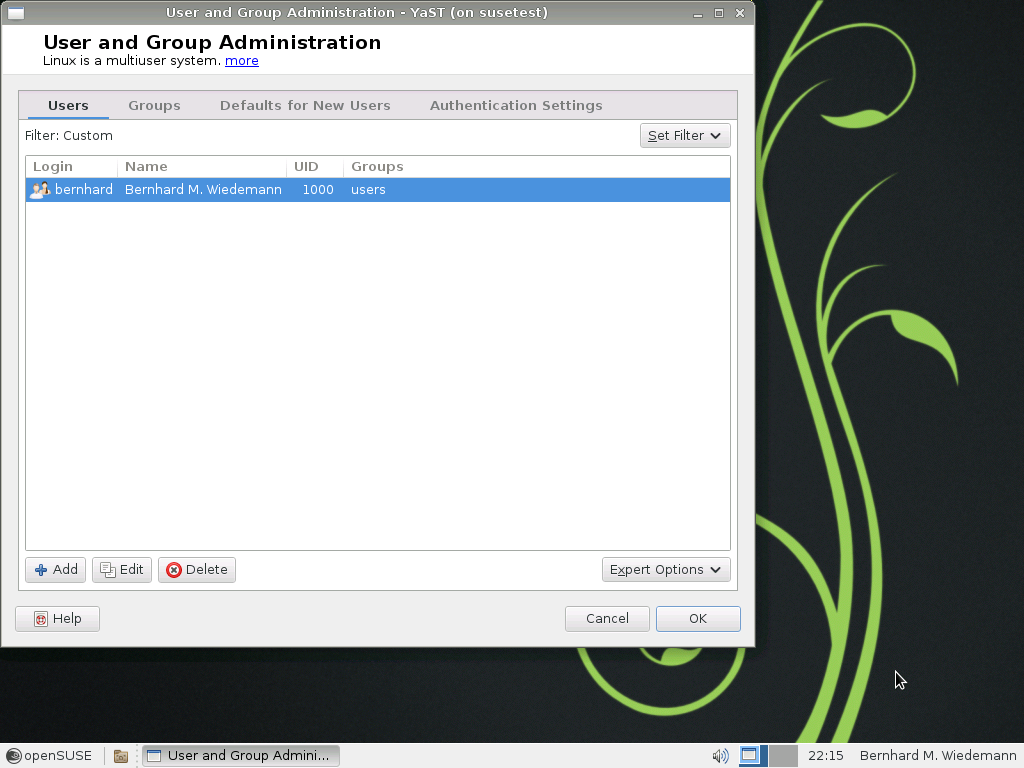 User and Group Administration - YaST (on susetest)
User and Group Administration
Linux is a multiuser system. more
Users Groups Defaults for New Users Authentication Settings
Filter: Custom Set Filter
Login Name UID Groups
bernhard Bernhard M. Wiedemann 1000 users
Add Edit Delete Expert Options
Help Cancel OK
openSUSE User and Group Admini... 22:15 Bernhard M. Wiedemann